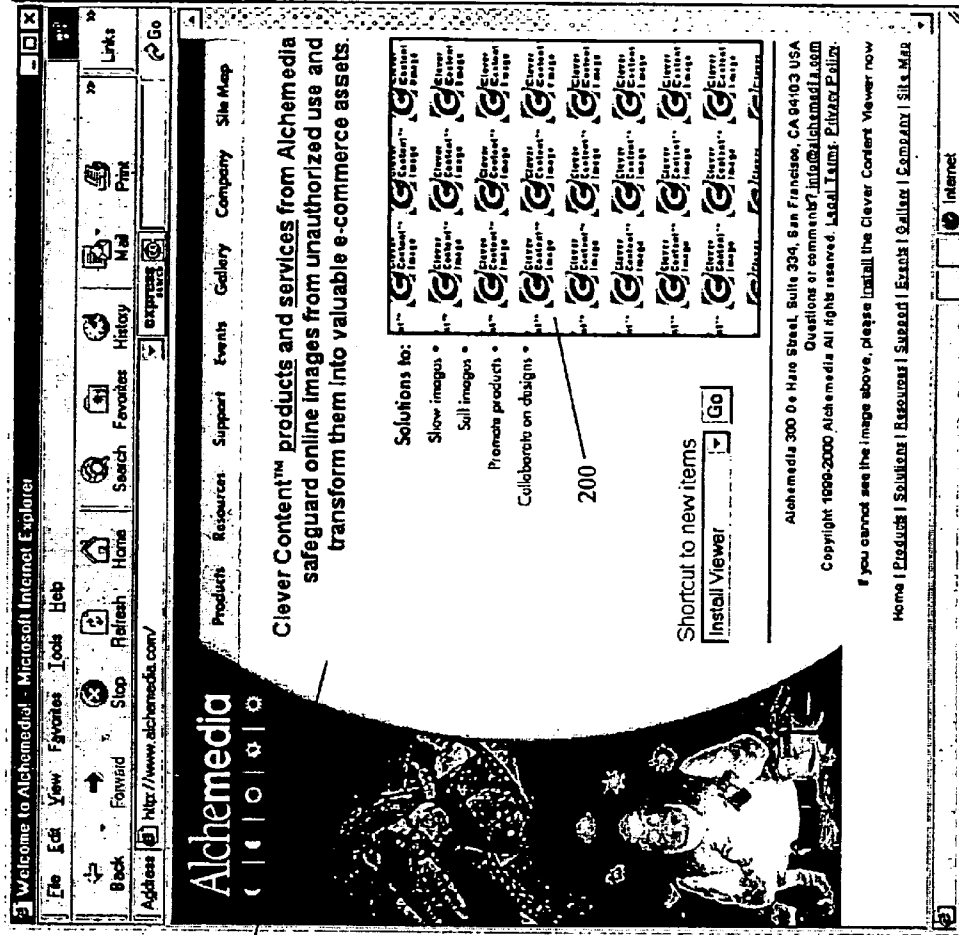 Welcome to Alchemedia! - Microsoft Internet Explorer
File Edit View Favorites Tools Help
Back Forward Stop Refresh Home Search Favorites History Mail Print Links »
Address http://www.alchemedia.com/ express search Go
Alchemedia
Products Resources Support Events Gallery Company Site Map
Clever Content™ products and services from Alchemedia
safeguard online images from unauthorized use and
transform them into valuable e-commerce assets.
Solutions to:
Show images •
Sell images •
Promote products •
Collaborate on designs •
Clever Content™ Image
200
Shortcut to new items
Install Viewer Go
Alchemedia 300 De Haro Street, Suite 334, San Francisco, CA 94103 USA
Questions or comments? info@alchemedia.com
Copyright 1999-2000 Alchemedia All rights reserved. Legal Terms. Privacy Policy.
If you cannot see the image above, please install the Clever Content Viewer now
Home | Products | Solutions | Resources | Support | Events | Gallery | Company | Site Map
Internet